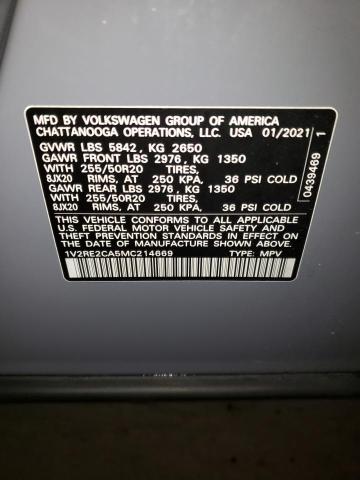 MFD BY VOLKSWAGEN GROUP OF AMERICA
CHATTANOOGA OPERATIONS, LLC. USA 01/2021
GVWR LBS 5842, KG 2650
GAWR FRONT LBS 2976, KG 1350
WITH 255/50R20 TIRES,
8JX20 RIMS, AT 250 KPA, 36 PSI COLD
GAWR REAR LBS 2976, KG 1350
WITH 255/50R20 TIRES,
8JX20 RIMS, AT 250 KPA, 36 PSI COLD
THIS VEHICLE CONFORMS TO ALL APPLICABLE
U.S. FEDERAL MOTOR VEHICLE SAFETY AND
THEFT PREVENTION STANDARDS IN EFFECT ON THE
DATE OF MANUFACTURE SHOWN ABOVE.
1V2RE2CA5MC214669 TYPE: MPV
0439469 1